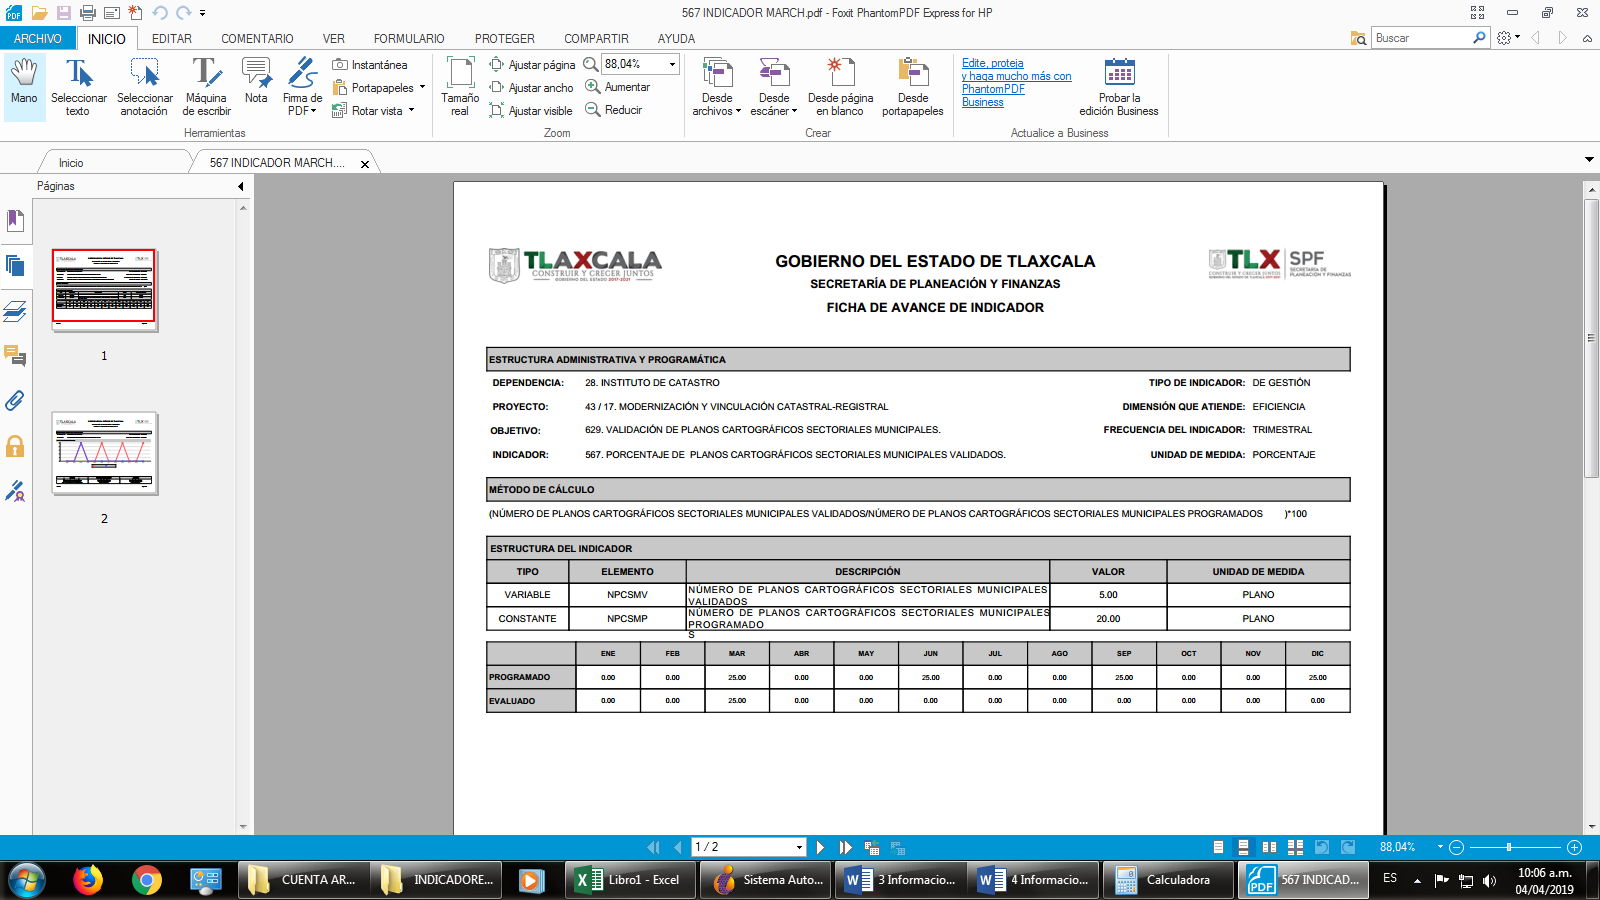 567 INDICADOR MARCH.pdf - Foxit PhantomPDF Express for HP
ARCHIVO INICIO EDITAR COMENTARIO VER FORMULARIO PROTEGER COMPARTIR AYUDA
Buscar
Mano
Seleccionar texto
Seleccionar anotación
Máquina de escribir
Nota
Firma de PDF
Instantánea
Portapapeles
Rotar vista
Herramientas
Tamaño real
Ajustar página
Ajustar ancho
Ajustar visible
88,04%
Aumentar
Reducir
Zoom
Desde archivos
Desde escáner
Desde página en blanco
Desde portapapeles
Crear
Edite, proteja
y haga mucho más con
PhantomPDF
Business
Probar la edición Business
Actualice a Business
Inicio
567 INDICADOR MARCH....
Páginas
1
2
TLAXCALA
CONSTRUIR Y CRECER JUNTOS
GOBIERNO DEL ESTADO 2017-2021
GOBIERNO DEL ESTADO DE TLAXCALA
SECRETARÍA DE PLANEACIÓN Y FINANZAS
FICHA DE AVANCE DE INDICADOR
TLX
CONSTRUIR Y CRECER JUNTOS
SPF
SECRETARÍA DE
PLANEACIÓN Y FINANZAS
ESTRUCTURA ADMINISTRATIVA Y PROGRAMÁTICA
DEPENDENCIA: 28. INSTITUTO DE CATASTRO TIPO DE INDICADOR: DE GESTIÓN
PROYECTO: 43 / 17. MODERNIZACIÓN Y VINCULACIÓN CATASTRAL-REGISTRAL DIMENSIÓN QUE ATIENDE: EFICIENCIA
OBJETIVO: 629. VALIDACIÓN DE PLANOS CARTOGRÁFICOS SECTORIALES MUNICIPALES. FRECUENCIA DEL INDICADOR: TRIMESTRAL
INDICADOR: 567. PORCENTAJE DE PLANOS CARTOGRÁFICOS SECTORIALES MUNICIPALES VALIDADOS. UNIDAD DE MEDIDA: PORCENTAJE
MÉTODO DE CÁLCULO
(NÚMERO DE PLANOS CARTOGRÁFICOS SECTORIALES MUNICIPALES VALIDADOS/NÚMERO DE PLANOS CARTOGRÁFICOS SECTORIALES MUNICIPALES PROGRAMADOS )*100
ESTRUCTURA DEL INDICADOR
TIPO ELEMENTO DESCRIPCIÓN VALOR UNIDAD DE MEDIDA
VARIABLE NPCSMV NÚMERO DE PLANOS CARTOGRÁFICOS SECTORIALES MUNICIPALES VALIDADOS 5.00 PLANO
CONSTANTE NPCSMP NÚMERO DE PLANOS CARTOGRÁFICOS SECTORIALES MUNICIPALES PROGRAMADO 20.00 PLANO
S
ENE FEB MAR ABR MAY JUN JUL AGO SEP OCT NOV DIC
PROGRAMADO 0.00 0.00 25.00 0.00 0.00 25.00 0.00 0.00 25.00 0.00 0.00 25.00
EVALUADO 0.00 0.00 25.00 0.00 0.00 0.00 0.00 0.00 0.00 0.00 0.00 0.00
1 / 2
88,04%
CUENTA AR...
INDICADORE...
Libro1 - Excel
Sistema Auto...
3 Informacio...
4 Informacio...
Calculadora
567 INDICAD...
ES
10:06 a.m.
04/04/2019